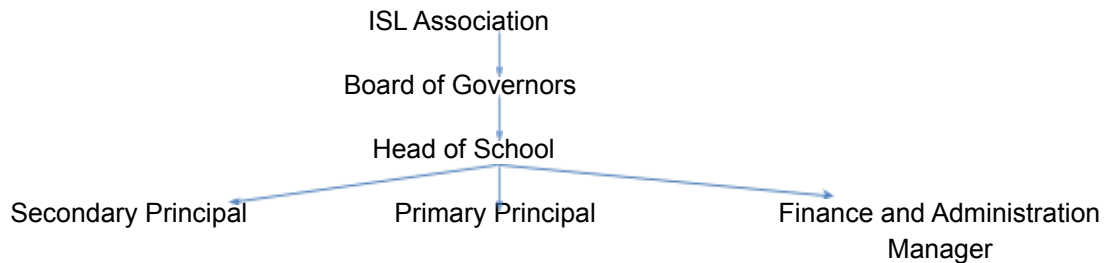 ISL Association
Board of Governors
Head of School
Secondary Principal
Primary Principal
Finance and Administration
Manager